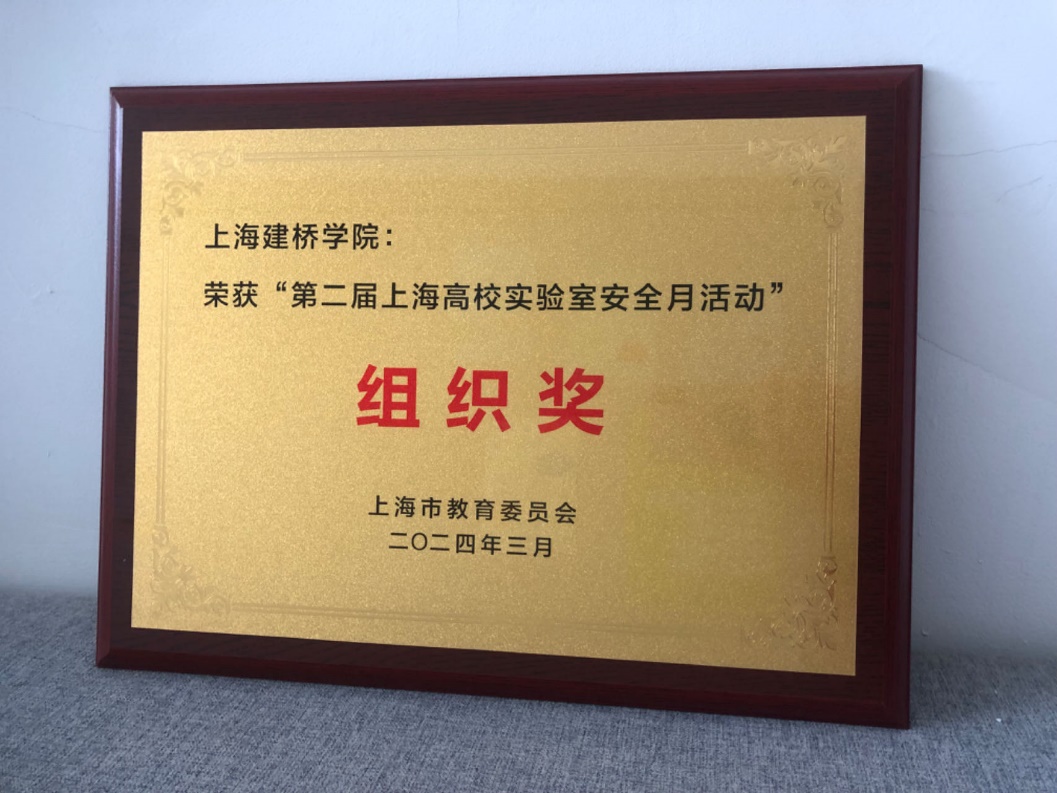 上海建桥学院：
荣获“第二届上海高校实验室安全月活动”
组织奖
上海市教育委员会
二〇二四年三月